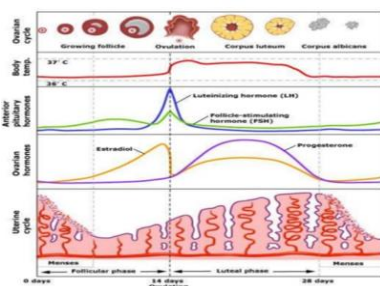 Ovarian cycle
Growing follicle
Ovulation
Corpus luteum
Corpus albicans
Body temp.
37° C
36° C
Anterior pituitary hormones
Luteinizing hormone (LH)
Follicle-stimulating hormone (FSH)
Ovarian hormones
Estradiol
Progesterone
Uterine cycle
Menses
Menses
Follicular phase
Luteal phase
0 days
14 days
28 days